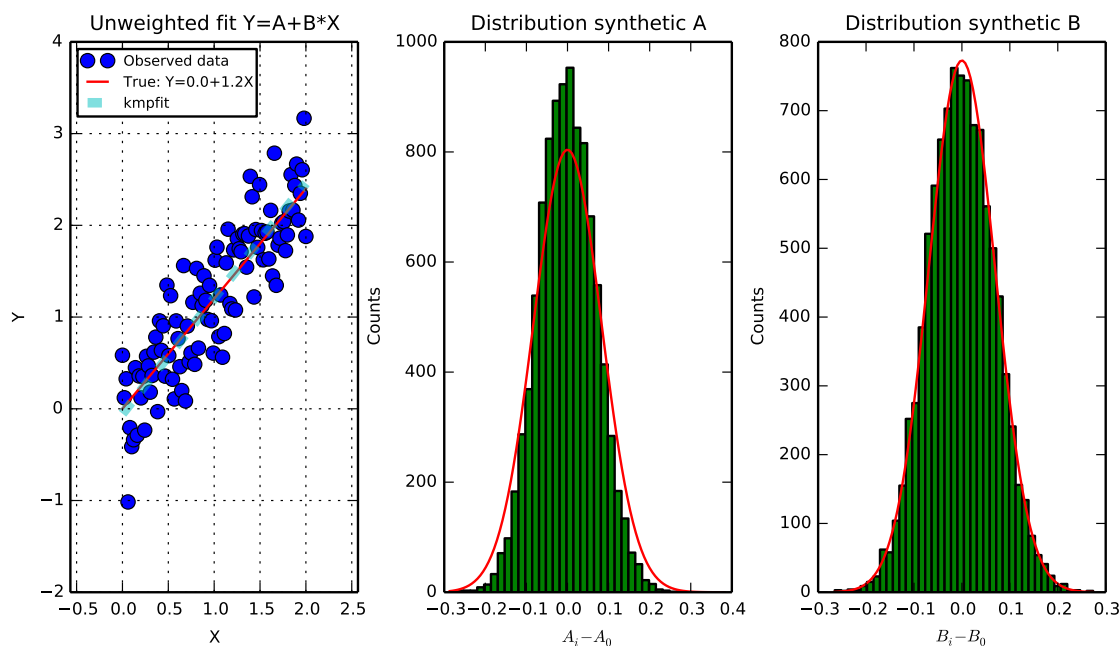 Unweighted fit Y=A+B*X
Observed data
True: Y=0.0+1.2X
kmpfit
4
3
2
1
0
−1
−2
Y
−0.5 0.0 0.5 1.0 1.5 2.0 2.5
X
Distribution synthetic A
1000
800
600
400
200
0
Counts
−0.3 −0.2 −0.1 0.0 0.1 0.2 0.3 0.4
A_i − A_0
Distribution synthetic B
800
700
600
500
400
300
200
100
0
Counts
−0.3 −0.2 −0.1 0.0 0.1 0.2 0.3
B_i − B_0